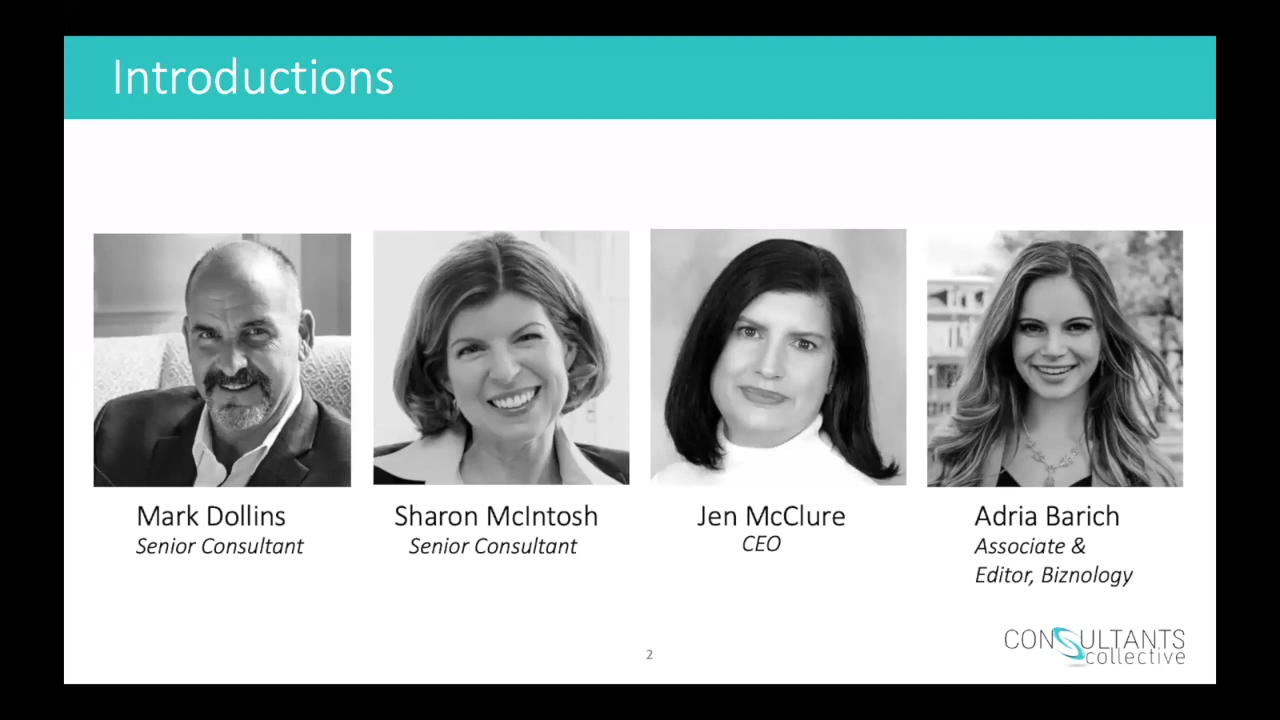 Introductions
Mark Dollins
Senior Consultant
Sharon McIntosh
Senior Consultant
Jen McClure
CEO
Adria Barich
Associate &
Editor, Biznology
2
CONSULTANTS
collective